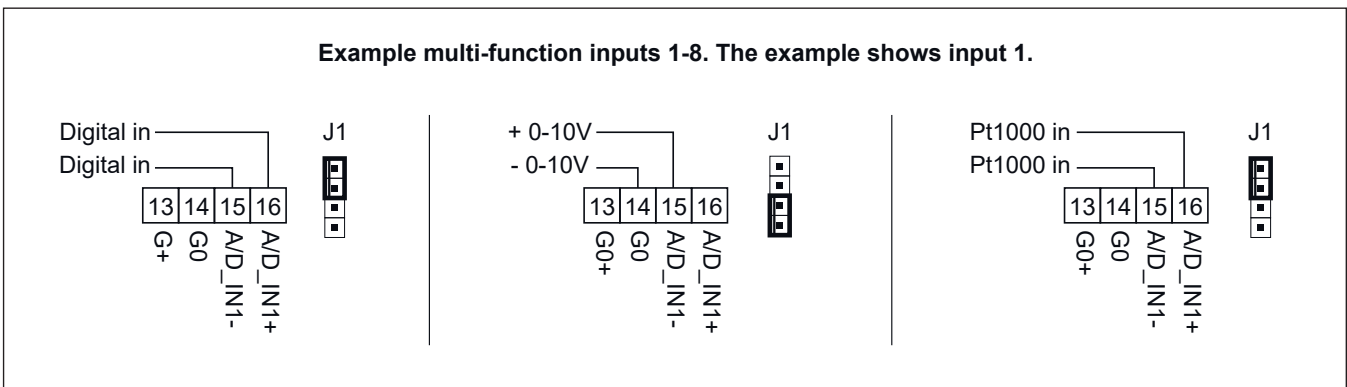 Example multi-function inputs 1-8. The example shows input 1.
Digital in
Digital in
J1
13 14 15 16
G+
G0
A/D_IN1-
A/D_IN1+
+ 0-10V
- 0-10V
J1
13 14 15 16
G0+
G0
A/D_IN1-
A/D_IN1+
Pt1000 in
Pt1000 in
J1
13 14 15 16
G0+
G0
A/D_IN1-
A/D_IN1+